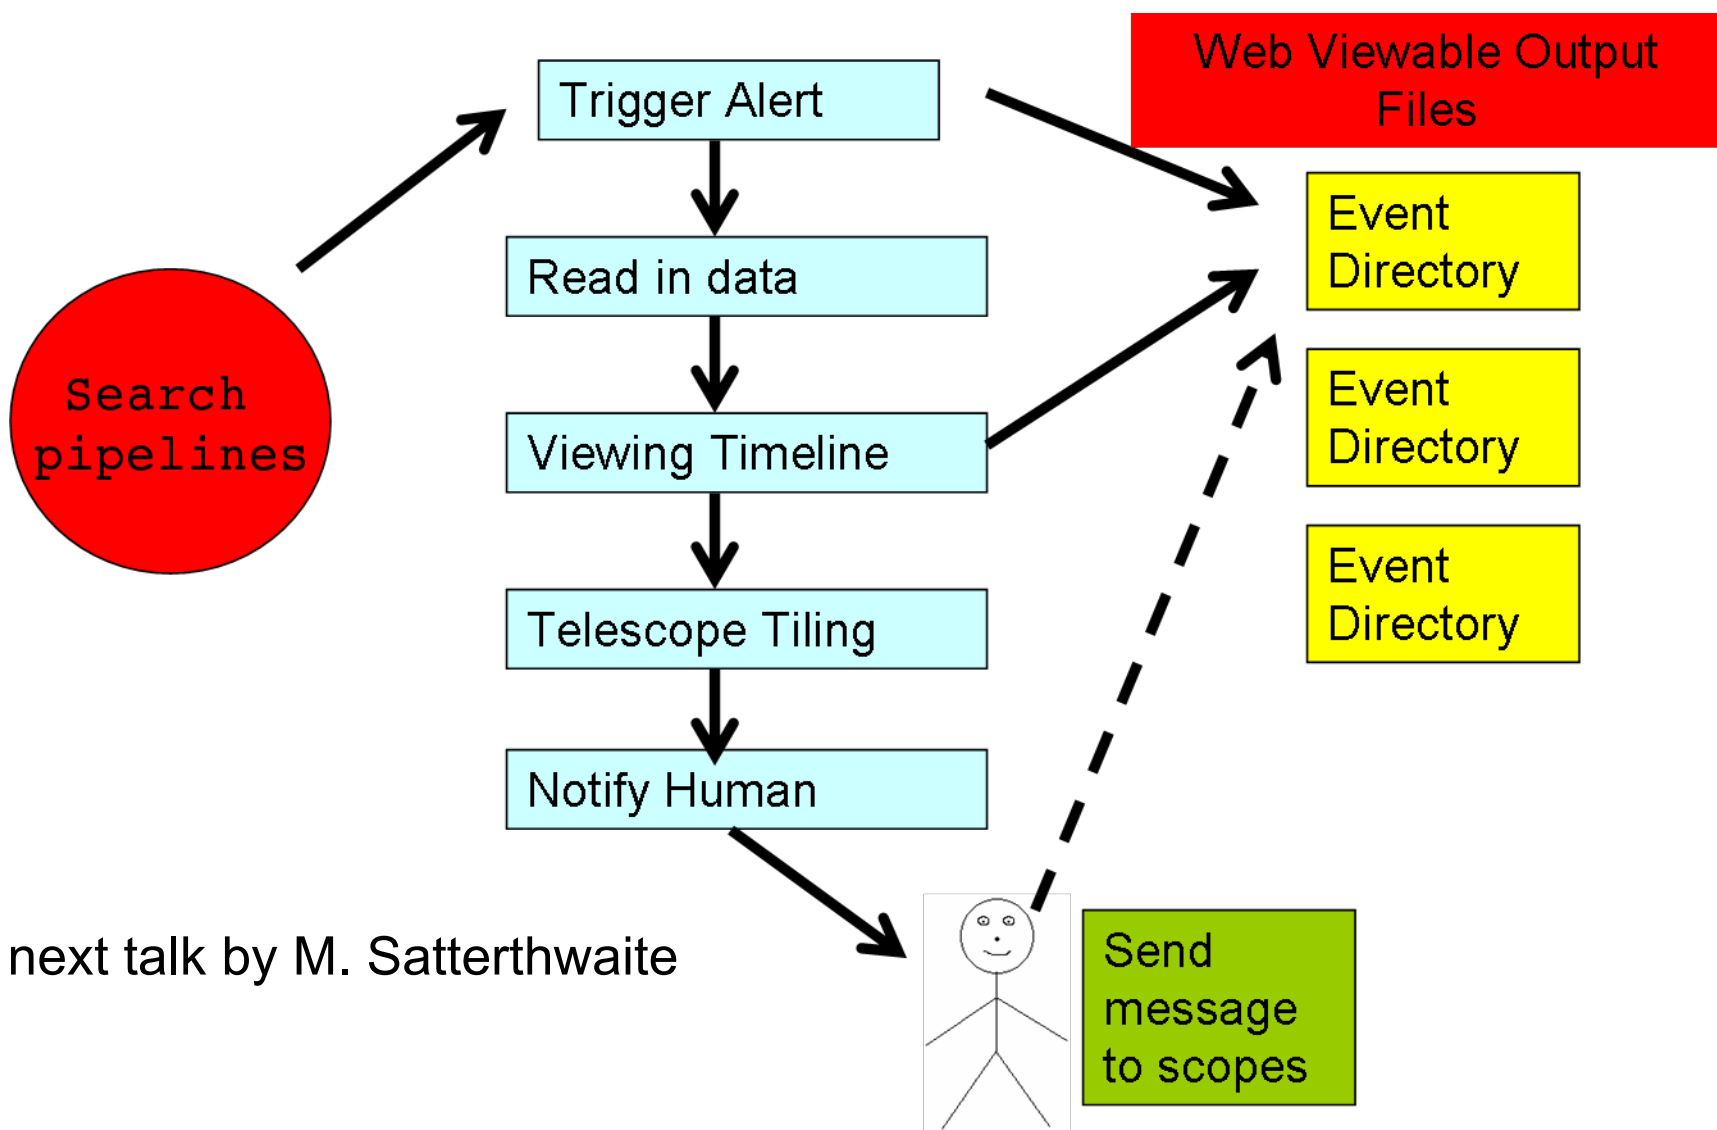 Web Viewable Output
Files
Trigger Alert
Event
Directory
Read in data
Search
pipelines
Event
Directory
Viewing Timeline
Event
Directory
Telescope Tiling
Notify Human
next talk by M. Satterthwaite
Send
message
to scopes